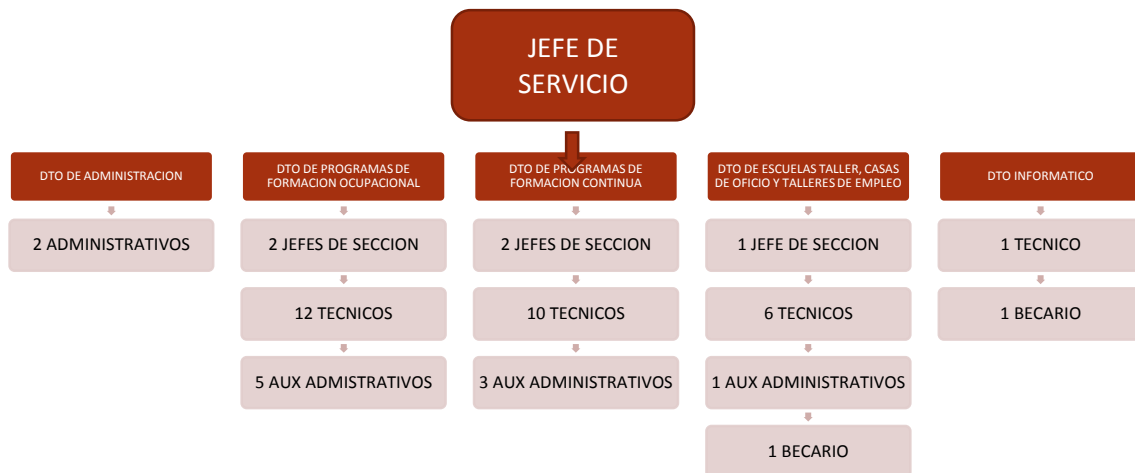 JEFE DE
SERVICIO
DTO DE ADMINISTRACION
2 ADMINISTRATIVOS
DTO DE PROGRAMAS DE
FORMACION OCUPACIONAL
2 JEFES DE SECCION
12 TECNICOS
5 AUX ADMISTRATIVOS
DTO DE PROGRAMAS DE
FORMACION CONTINUA
2 JEFES DE SECCION
10 TECNICOS
3 AUX ADMINISTRATIVOS
DTO DE ESCUELAS TALLER, CASAS
DE OFICIO Y TALLERES DE EMPLEO
1 JEFE DE SECCION
6 TECNICOS
1 AUX ADMINISTRATIVOS
1 BECARIO
DTO INFORMATICO
1 TECNICO
1 BECARIO